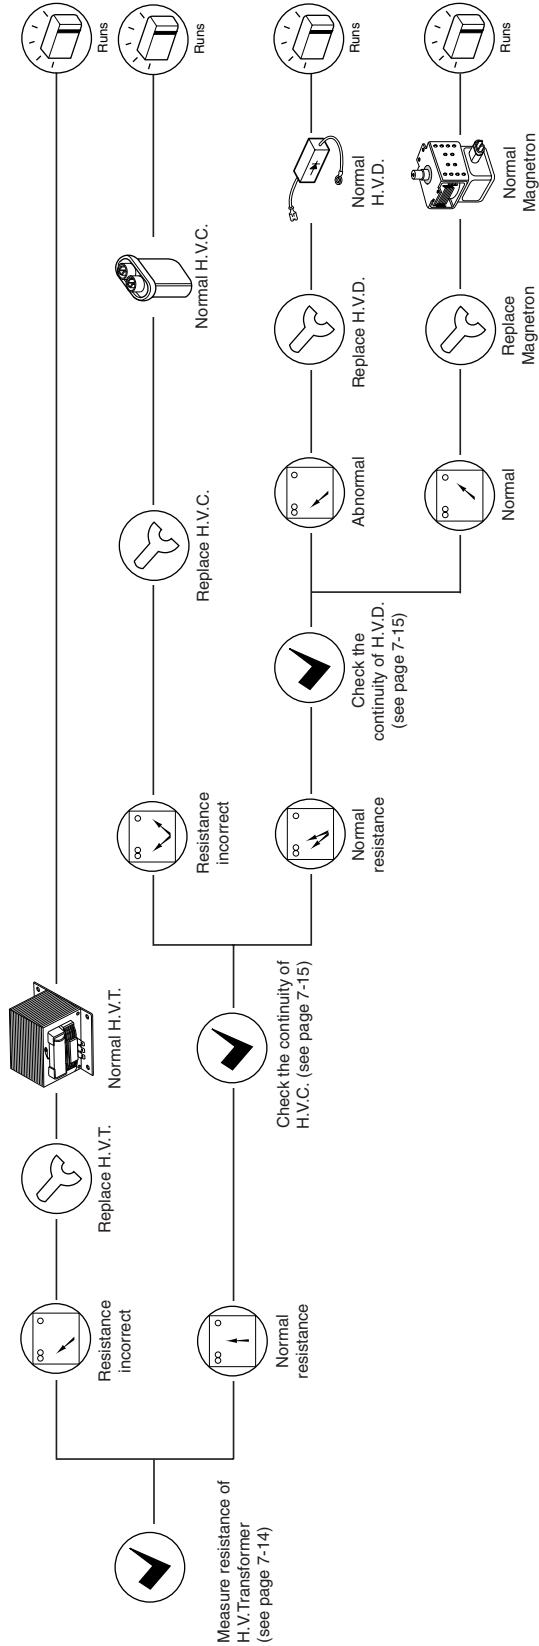 Measure resistance of
H.V.Transformer
(see page 7-14)
Resistance
incorrect
Replace H.V.T.
Normal H.V.T.
Runs
Normal
resistance
Check the continuity of
H.V.C. (see page 7-15)
Resistance
incorrect
Replace H.V.C.
Normal H.V.C.
Runs
Normal
resistance
Check the
continuity of H.V.D.
(see page 7-15)
Abnormal
Replace H.V.D.
Normal
H.V.D.
Runs
Normal
Replace
Magnetron
Normal
Magnetron
Runs